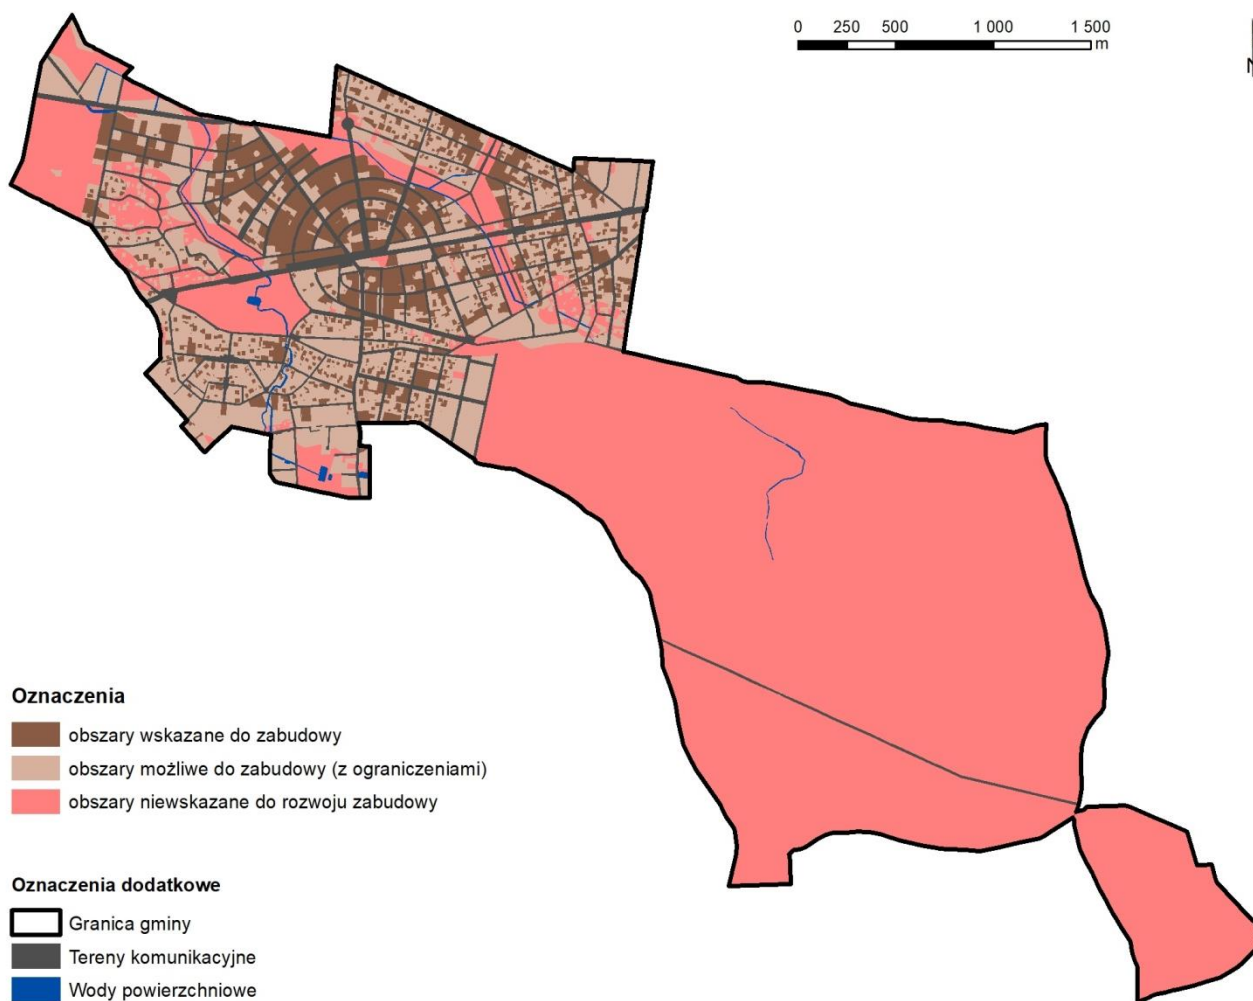 0 250 500 1 000 1 500
m
N
Oznaczenia
obszary wskazane do zabudowy
obszary możliwe do zabudowy (z ograniczeniami)
obszary niewskazane do rozwoju zabudowy
Oznaczenia dodatkowe
Granica gminy
Tereny komunikacyjne
Wody powierzchniowe